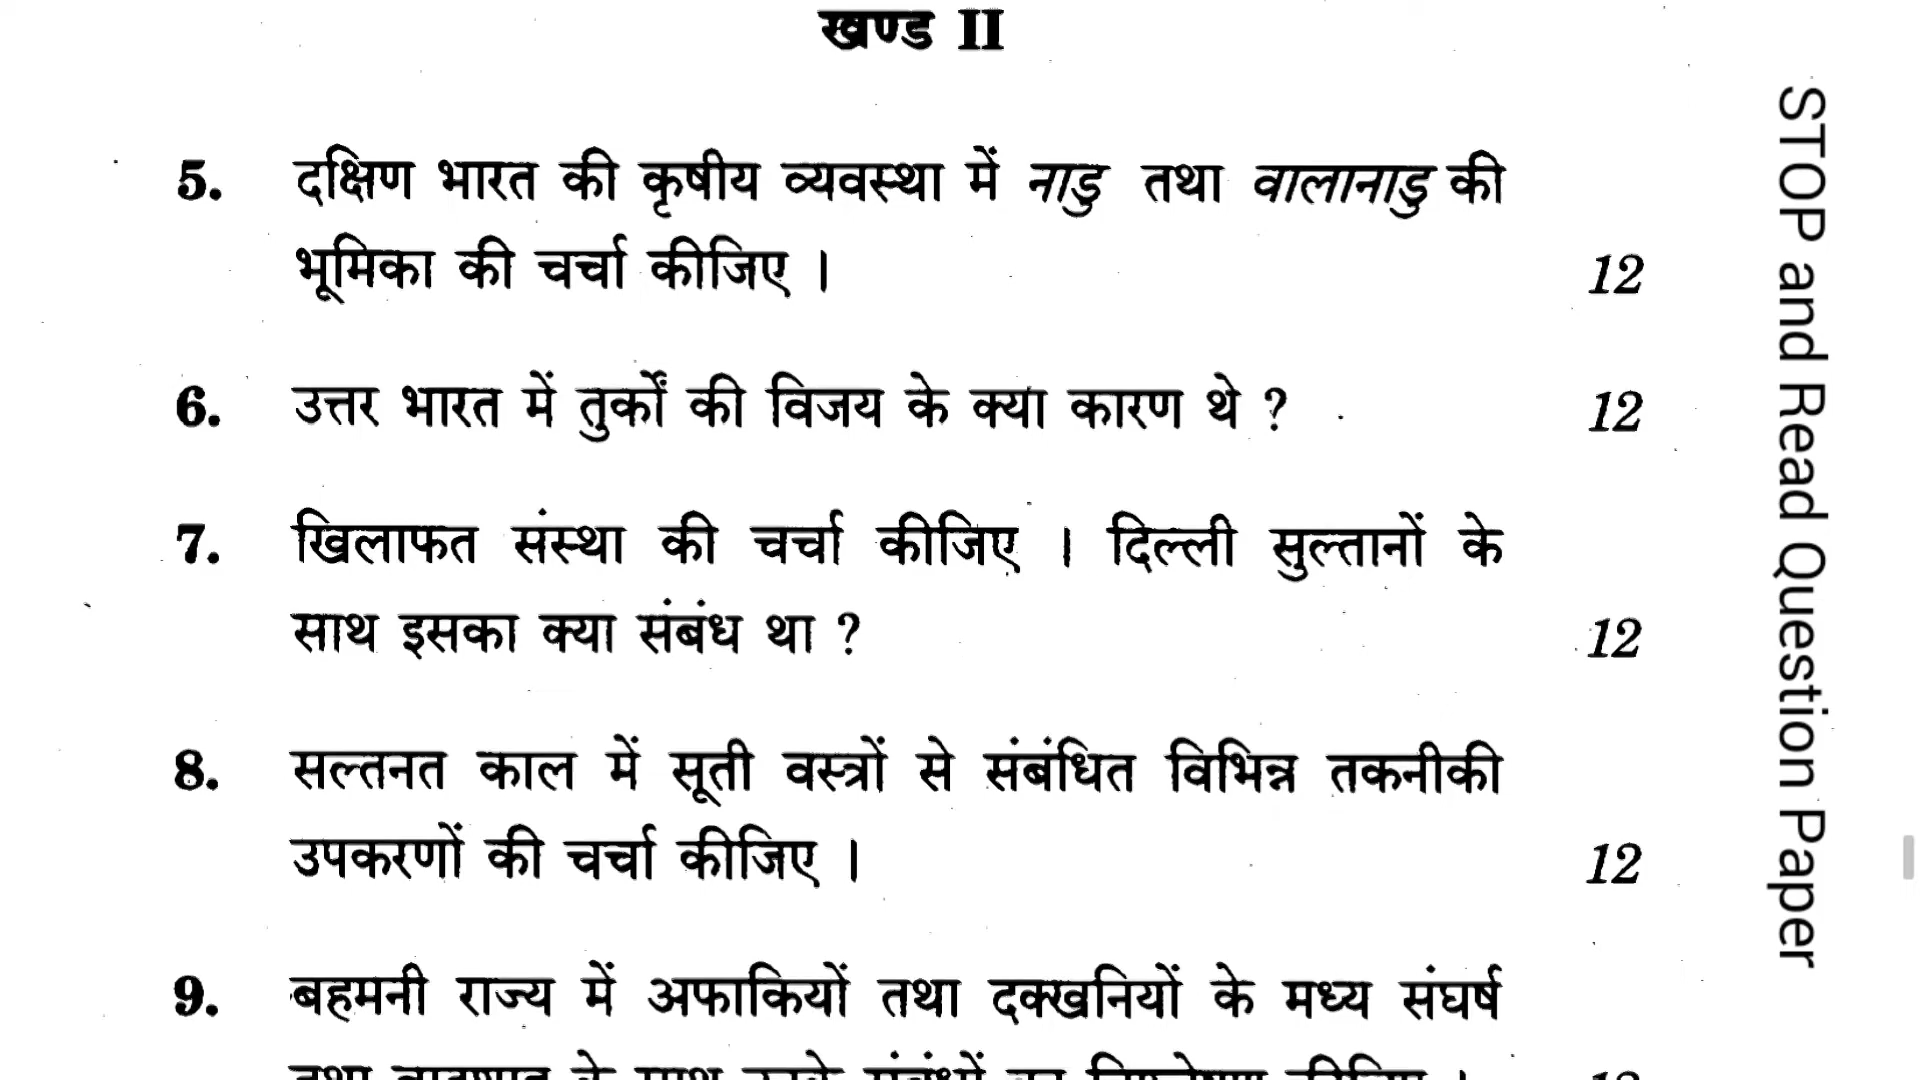 खण्ड II
5. दक्षिण भारत की कृषीय व्यवस्था में नाडु तथा वालानाडु की
भूमिका की चर्चा कीजिए । 12
6. उत्तर भारत में तुर्कों की विजय के क्या कारण थे ? 12
7. खिलाफत संस्था की चर्चा कीजिए । दिल्ली सुल्तानों के
साथ इसका क्या संबंध था ? 12
8. सल्तनत काल में सूती वस्त्रों से संबंधित विभिन्न तकनीकी
उपकरणों की चर्चा कीजिए । 12
9. बहमनी राज्य में अफाकियों तथा दक्खनियों के मध्य संघर्ष
STOP and Read Question Paper